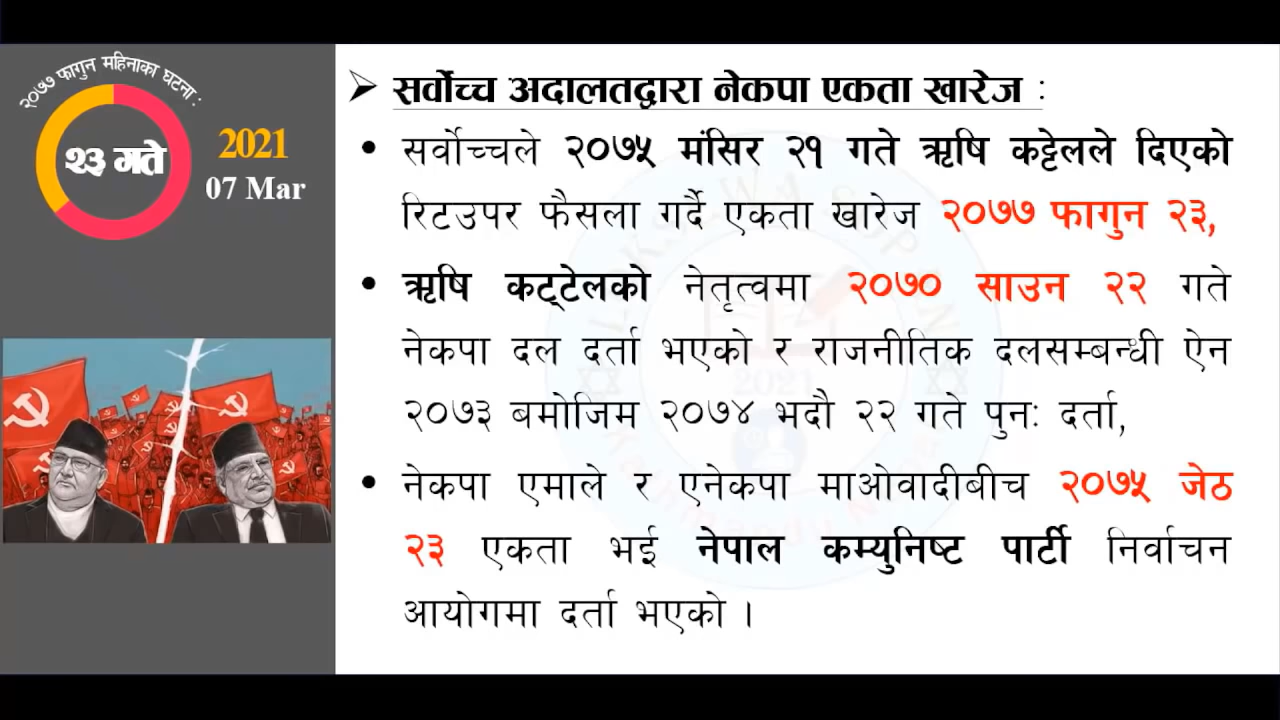 २०७७ फागुन महिनाका घटना :
२३ गते
2021
07 Mar
➢ सर्वोच्च अदालतद्वारा नेकपा एकता खारेज :
• सर्वोच्चले २०७५ मंसिर २१ गते ऋषि कट्टेलले दिएको
रिटउपर फैसला गर्दै एकता खारेज २०७७ फागुन २३,
• ऋषि कट्‌टेलको नेतृत्वमा २०७० साउन २२ गते
नेकपा दल दर्ता भएको र राजनीतिक दलसम्बन्धी ऐन
२०७३ बमोजिम २०७४ भदौ २२ गते पुनः दर्ता,
• नेकपा एमाले र एनेकपा माओवादीबीच २०७५ जेठ
२३ एकता भई नेपाल कम्युनिष्ट पार्टी निर्वाचन
आयोगमा दर्ता भएको ।
2021